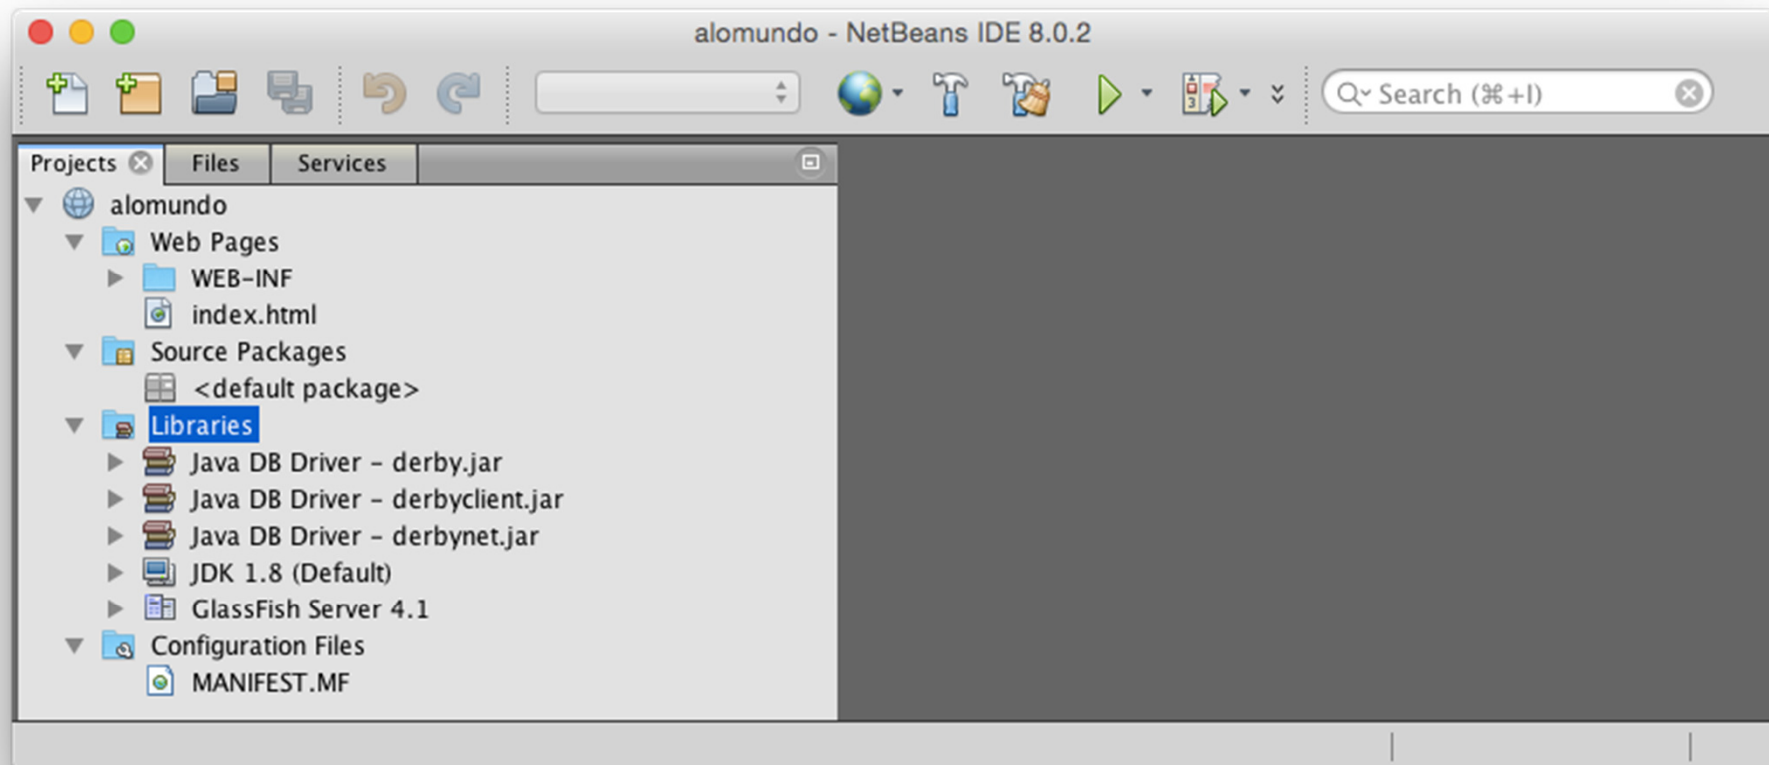 alomundo - NetBeans IDE 8.0.2
Search (⌘+I)
Projects Files Services
alomundo
Web Pages
WEB-INF
index.html
Source Packages
<default package>
Libraries
Java DB Driver - derby.jar
Java DB Driver - derbyclient.jar
Java DB Driver - derbynet.jar
JDK 1.8 (Default)
GlassFish Server 4.1
Configuration Files
MANIFEST.MF